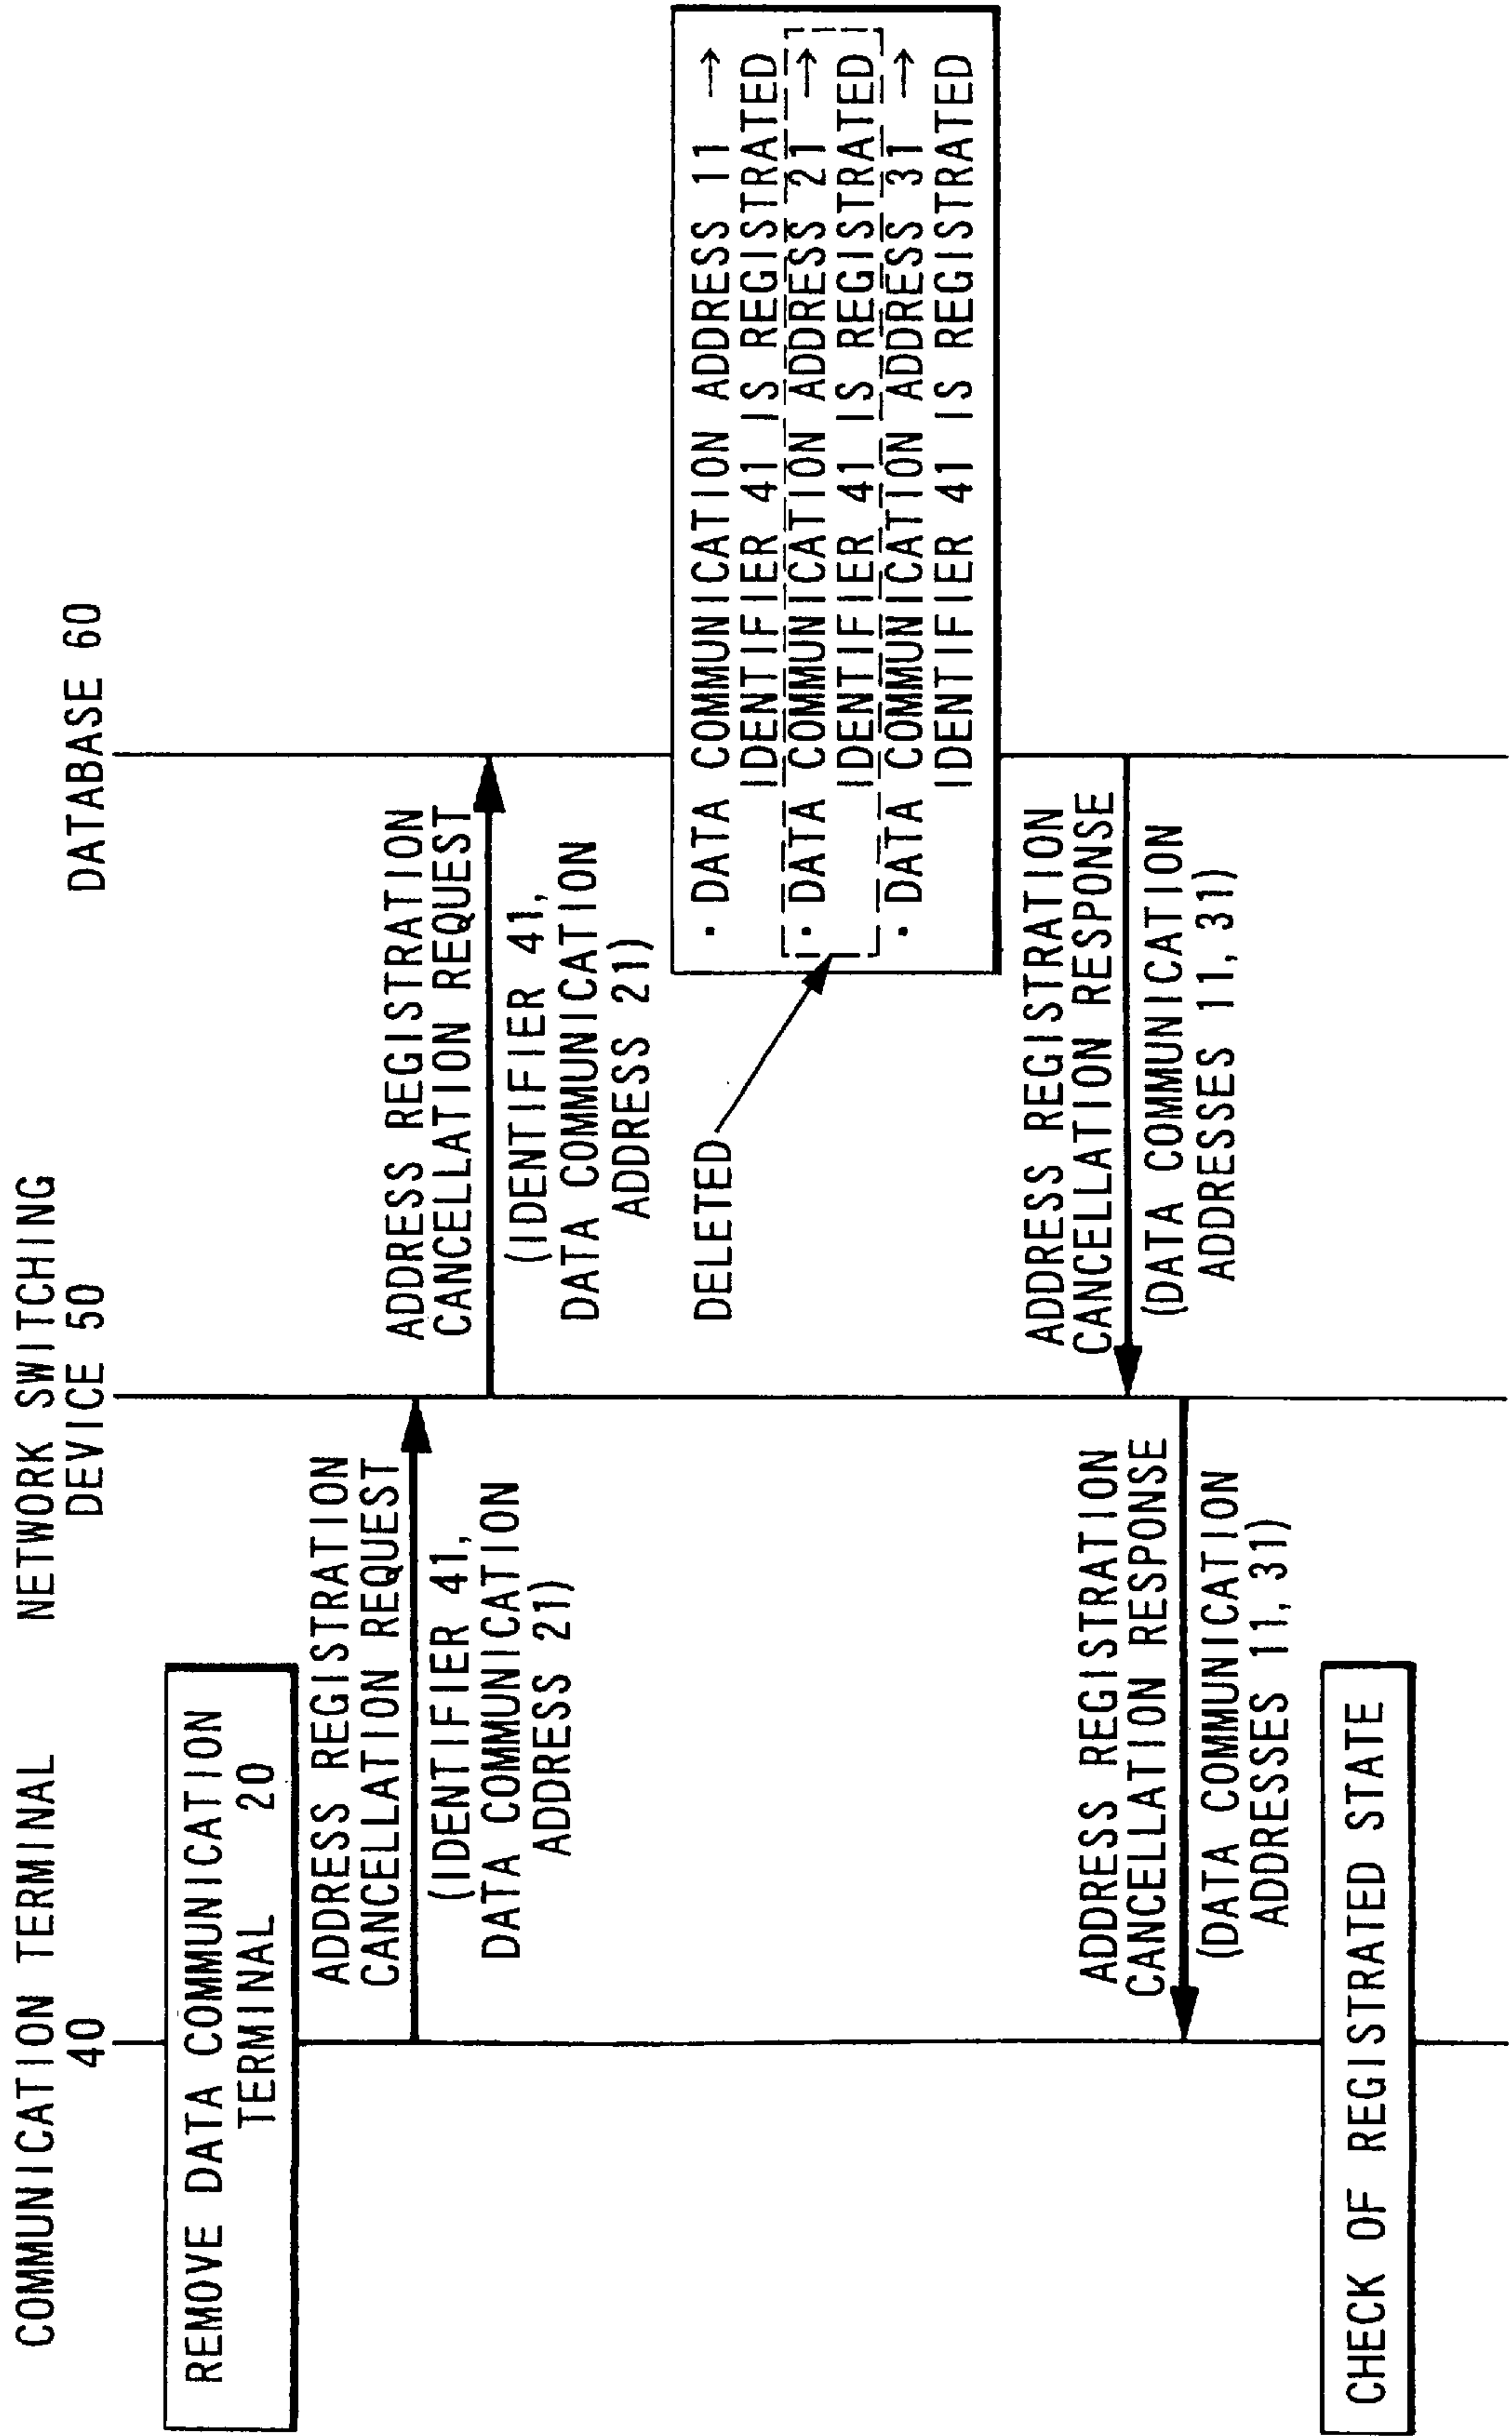 COMMUNICATION TERMINAL
40
NETWORK SWITCHING
DEVICE 50
DATABASE 60
REMOVE DATA COMMUNICATION
TERMINAL 20
ADDRESS REGISTRATION
CANCELLATION REQUEST
(IDENTIFIER 41,
DATA COMMUNICATION
ADDRESS 21)
ADDRESS REGISTRATION
CANCELLATION REQUEST
(IDENTIFIER 41,
DATA COMMUNICATION
ADDRESS 21)
DELETED
· DATA COMMUNICATION ADDRESS 11 →
IDENTIFIER 41 IS REGISTRATED
· DATA COMMUNICATION ADDRESS 21 →
IDENTIFIER 41 IS REGISTRATED
· DATA COMMUNICATION ADDRESS 31 →
IDENTIFIER 41 IS REGISTRATED
ADDRESS REGISTRATION
CANCELLATION RESPONSE
(DATA COMMUNICATION
ADDRESSES 11, 31)
ADDRESS REGISTRATION
CANCELLATION RESPONSE
(DATA COMMUNICATION
ADDRESSES 11, 31)
CHECK OF REGISTRATED STATE